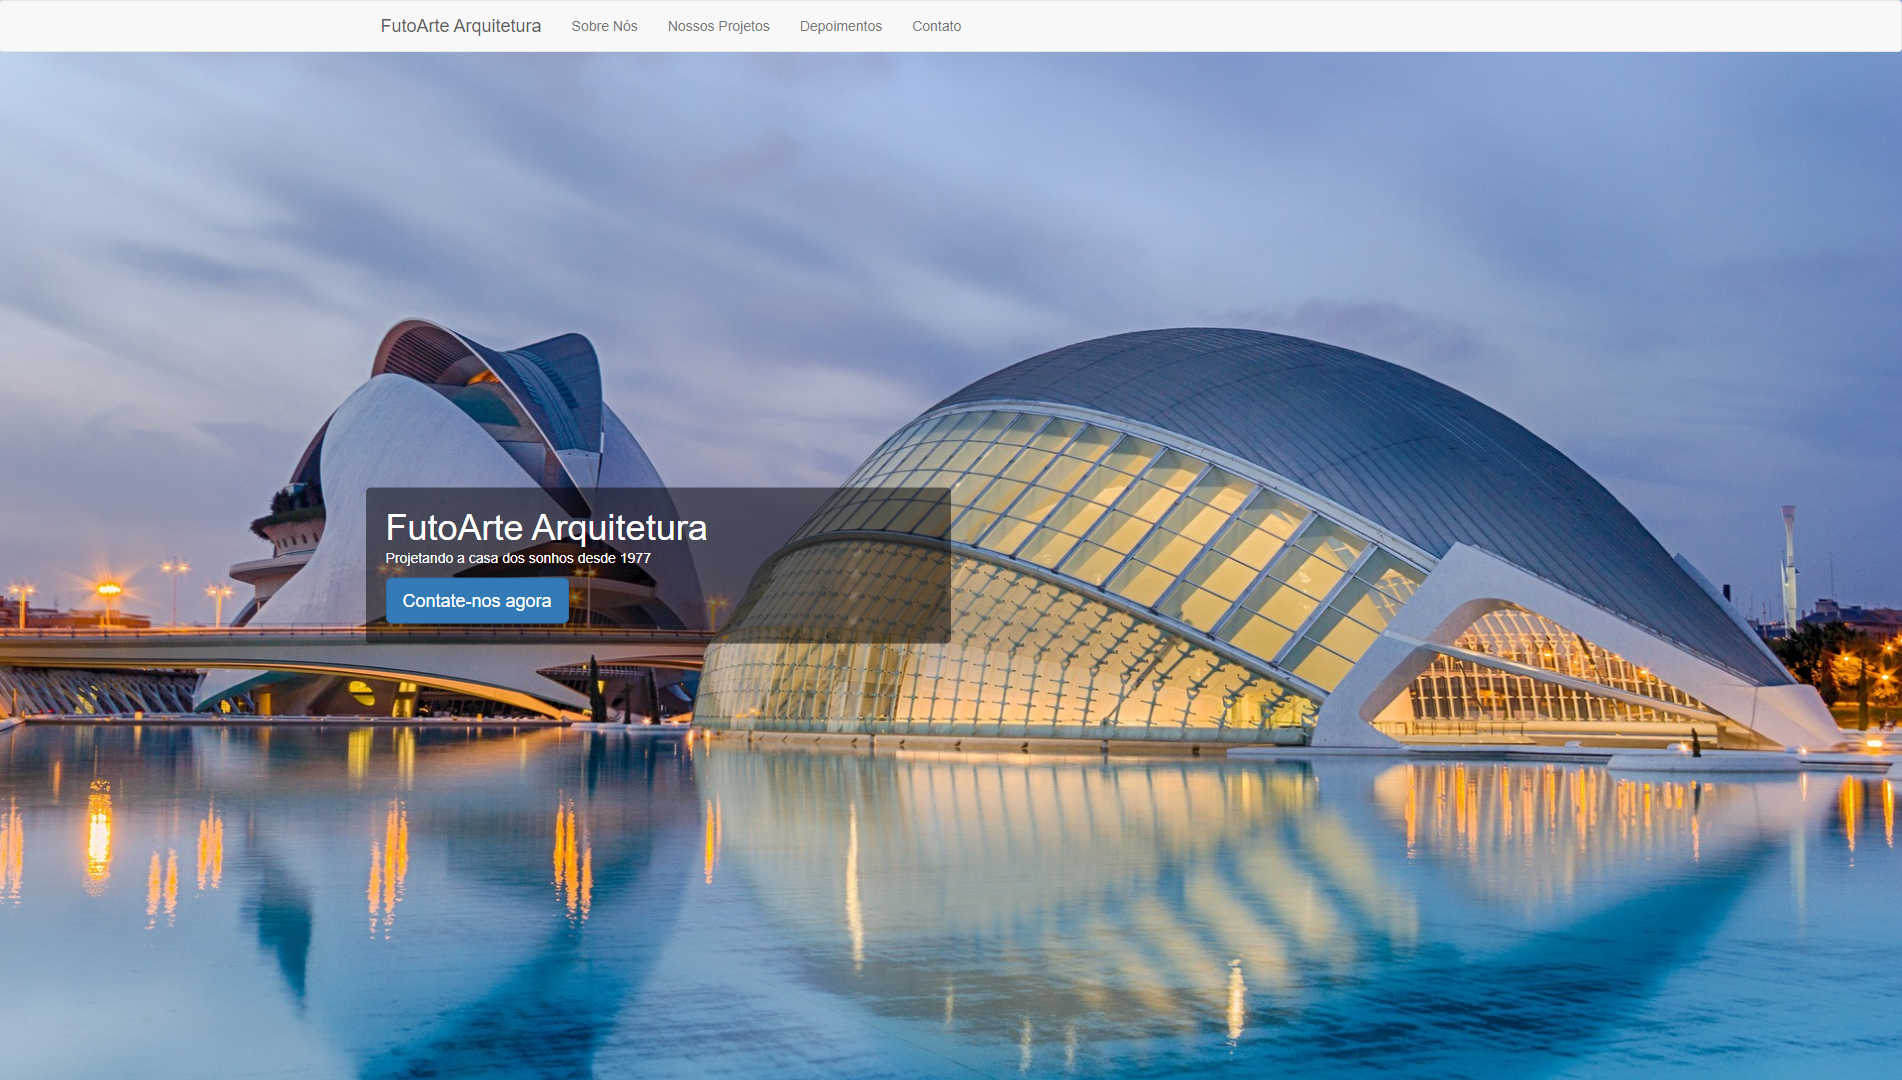 FutoArte Arquitetura Sobre Nós Nossos Projetos Depoimentos Contato
FutoArte Arquitetura
Projetando a casa dos sonhos desde 1977
Contate-nos agora